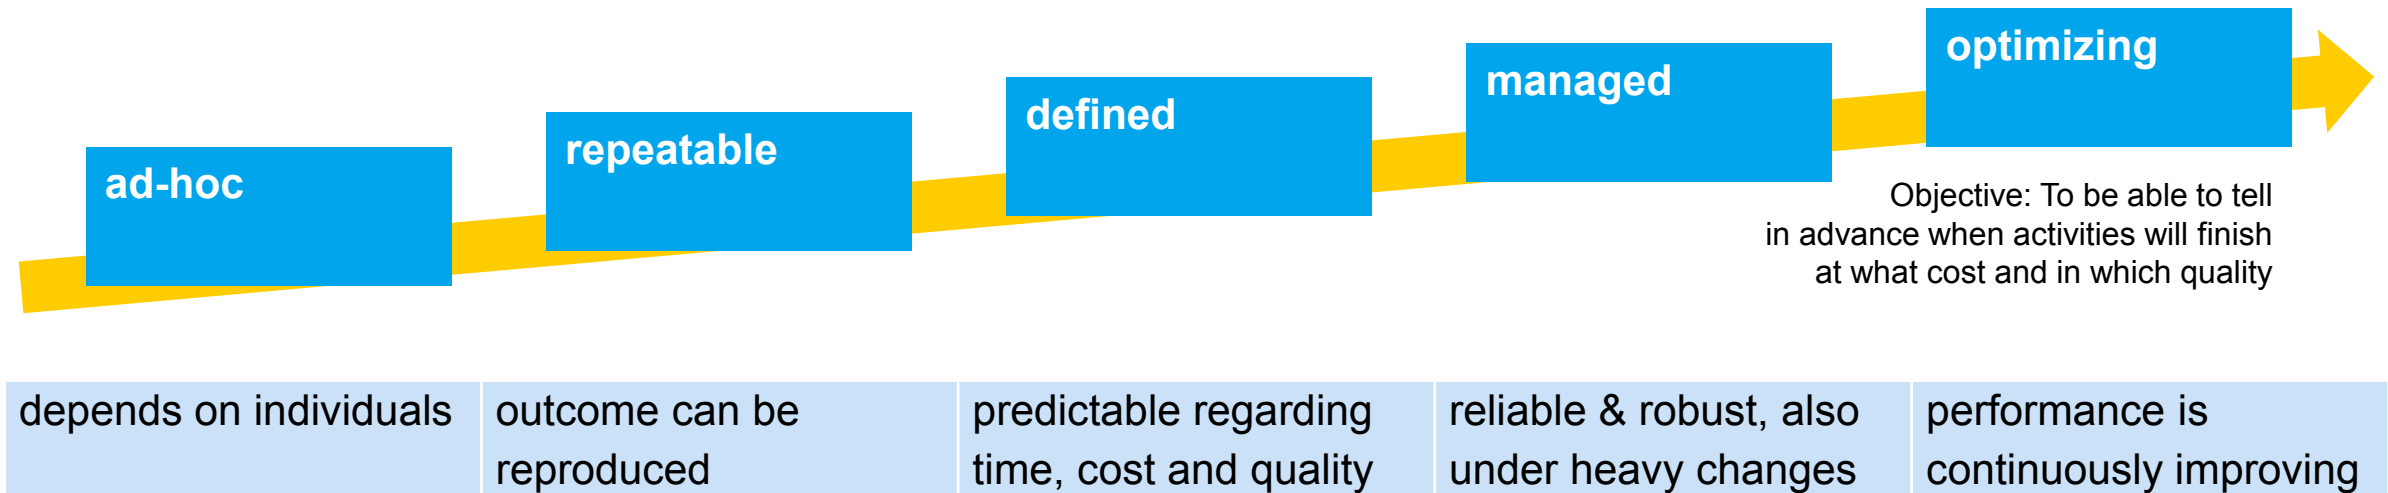 ad-hoc
repeatable
defined
managed
optimizing
Objective: To be able to tell
in advance when activities will finish
at what cost and in which quality
depends on individuals
outcome can be
reproduced
predictable regarding
time, cost and quality
reliable & robust, also
under heavy changes
performance is
continuously improving